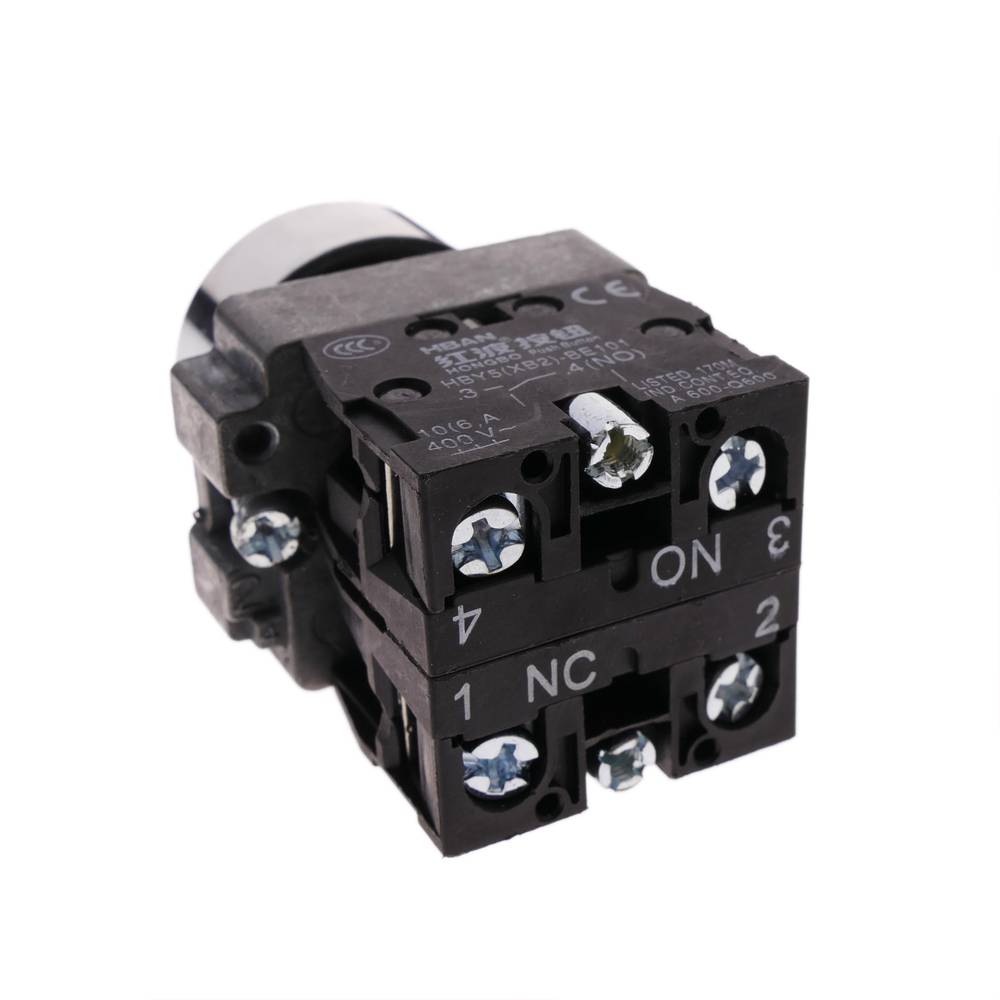 CCC
CE
HBAN®
红波按钮
HONGBO Push Button
HBY5(XB2)-BE101
.3 .4(NO)
10(6)A
400V~
LISTED 170M
IND CONT EQ
A 600-Q600
4
NO
3
1
NC
2